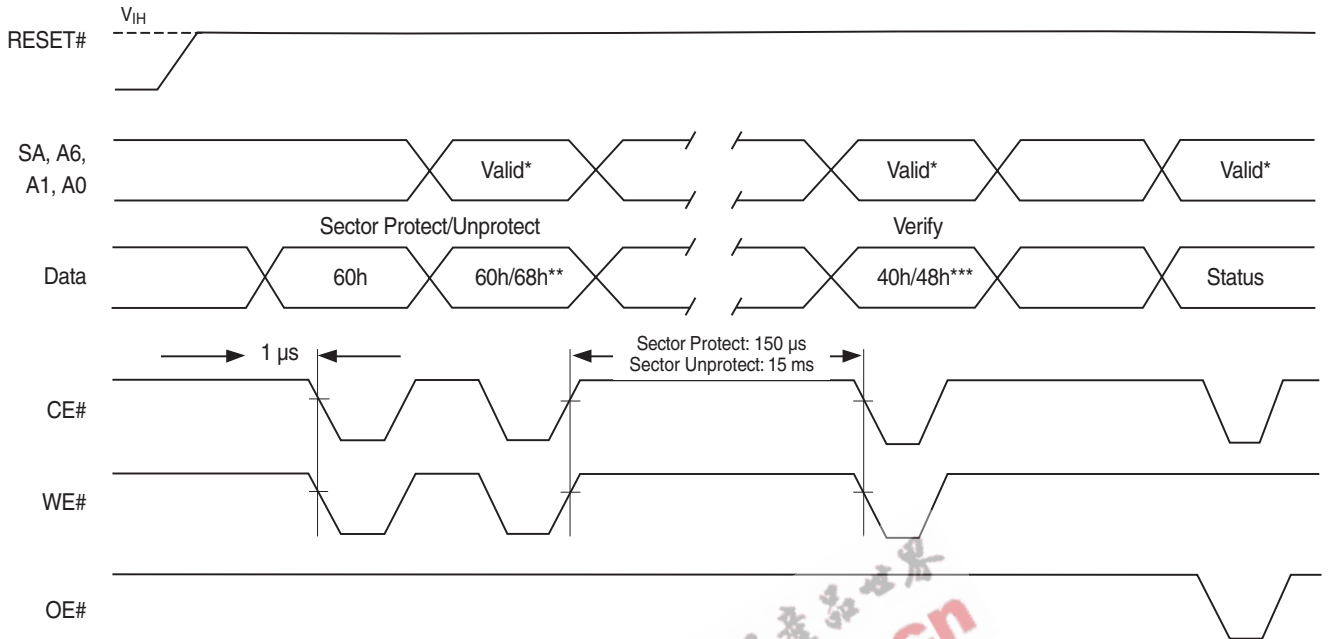 VIH
RESET#
SA, A6,
A1, A0
Valid*
Valid*
Valid*
Sector Protect/Unprotect
Verify
Data
60h
60h/68h**
40h/48h***
Status
1 µs
Sector Protect: 150 µs
Sector Unprotect: 15 ms
CE#
WE#
OE#